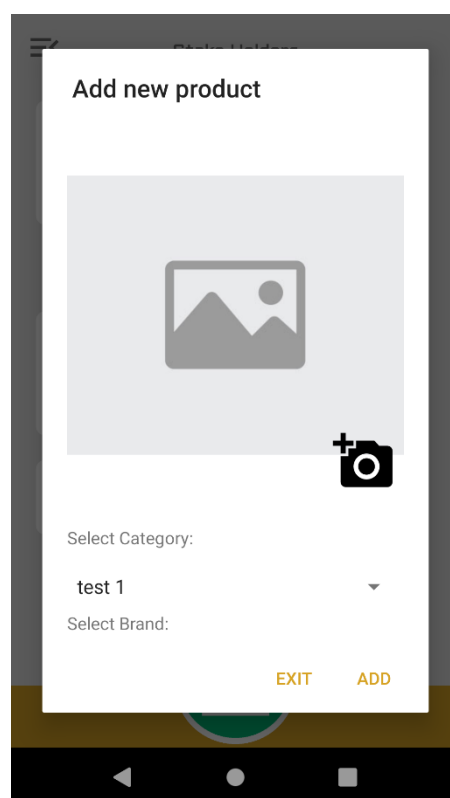 Add new product
Select Category:
test 1
Select Brand:
EXIT
ADD